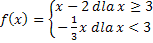 f(x) = { x − 2 dla x ≥ 3
− 1/3 x dla x < 3